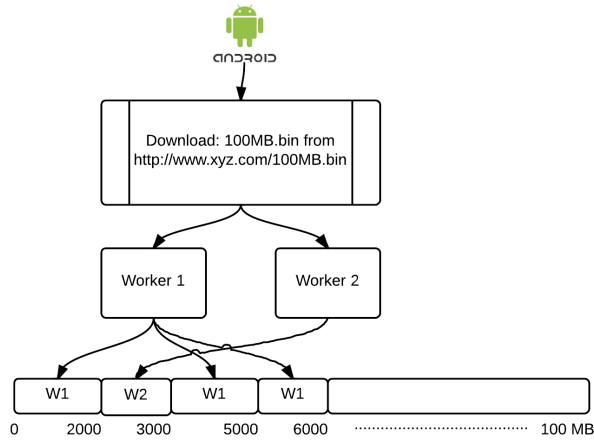 ANDROID
Download: 100MB.bin from
http://www.xyz.com/100MB.bin
Worker 1
Worker 2
W1
W2
W1
W1
0
2000
3000
5000
6000
100 MB